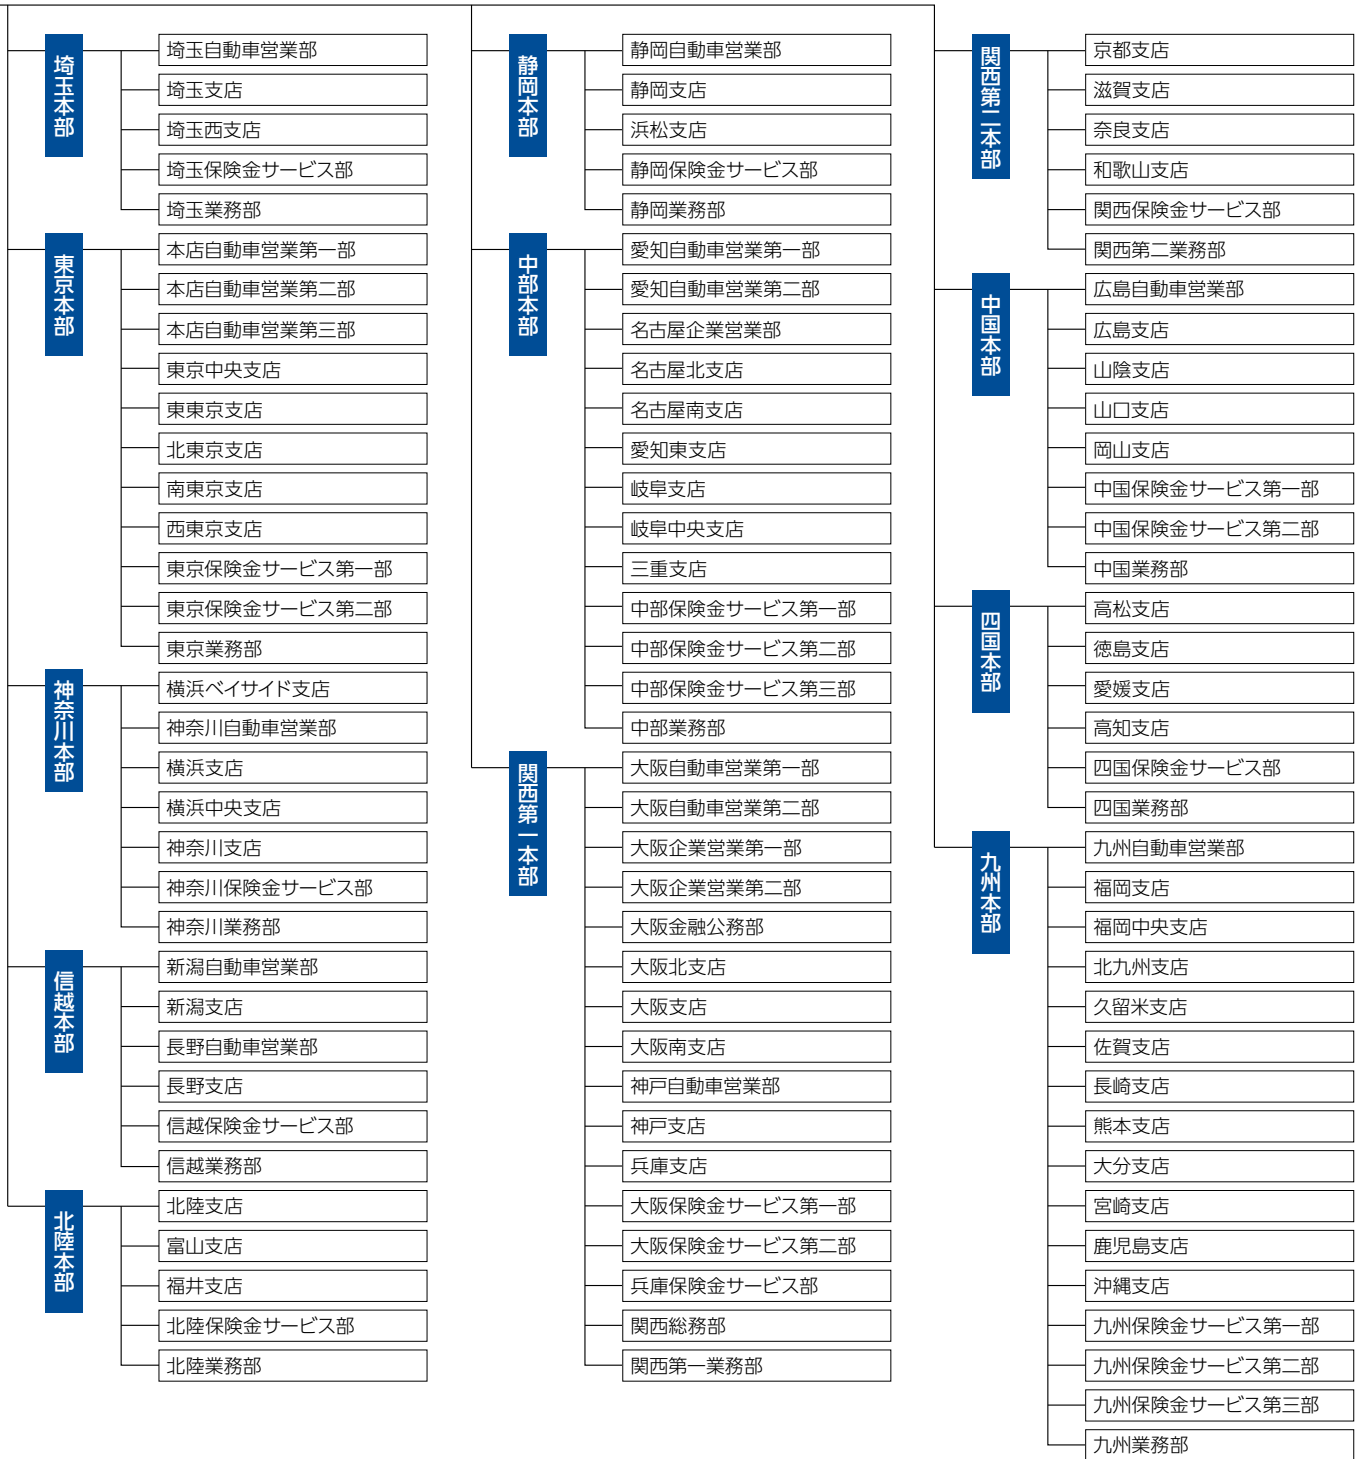 埼玉本部
埼玉自動車営業部
埼玉支店
埼玉西支店
埼玉保険金サービス部
埼玉業務部
東京本部
本店自動車営業第一部
本店自動車営業第二部
本店自動車営業第三部
東京中央支店
東東京支店
北東京支店
南東京支店
西東京支店
東京保険金サービス第一部
東京保険金サービス第二部
東京業務部
神奈川本部
横浜ベイサイド支店
神奈川自動車営業部
横浜支店
横浜中央支店
神奈川支店
神奈川保険金サービス部
神奈川業務部
信越本部
新潟自動車営業部
新潟支店
長野自動車営業部
長野支店
信越保険金サービス部
信越業務部
北陸本部
北陸支店
富山支店
福井支店
北陸保険金サービス部
北陸業務部
静岡本部
静岡自動車営業部
静岡支店
浜松支店
静岡保険金サービス部
静岡業務部
中部本部
愛知自動車営業第一部
愛知自動車営業第二部
名古屋企業営業部
名古屋北支店
名古屋南支店
愛知東支店
岐阜支店
岐阜中央支店
三重支店
中部保険金サービス第一部
中部保険金サービス第二部
中部保険金サービス第三部
中部業務部
関西第一本部
大阪自動車営業第一部
大阪自動車営業第二部
大阪企業営業第一部
大阪企業営業第二部
大阪金融公務部
大阪北支店
大阪支店
大阪南支店
神戸自動車営業部
神戸支店
兵庫支店
大阪保険金サービス第一部
大阪保険金サービス第二部
兵庫保険金サービス部
関西総務部
関西第一業務部
関西第二本部
京都支店
滋賀支店
奈良支店
和歌山支店
関西保険金サービス部
関西第二業務部
中国本部
広島自動車営業部
広島支店
山陰支店
山口支店
岡山支店
中国保険金サービス第一部
中国保険金サービス第二部
中国業務部
四国本部
高松支店
徳島支店
愛媛支店
高知支店
四国保険金サービス部
四国業務部
九州本部
九州自動車営業部
福岡支店
福岡中央支店
北九州支店
久留米支店
佐賀支店
長崎支店
熊本支店
大分支店
宮崎支店
鹿児島支店
沖縄支店
九州保険金サービス第一部
九州保険金サービス第二部
九州保険金サービス第三部
九州業務部